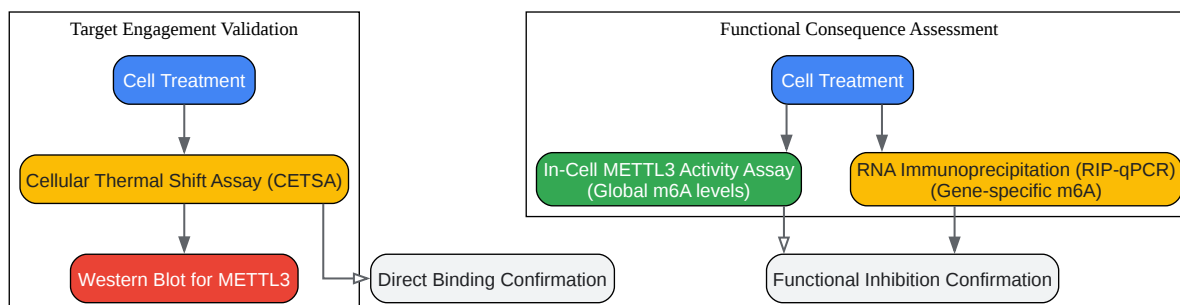 Target Engagement Validation
Cell Treatment
Cellular Thermal Shift Assay (CETSA)
Western Blot for METTL3
Direct Binding Confirmation
Functional Consequence Assessment
Cell Treatment
In-Cell METTL3 Activity Assay
(Global m6A levels)
RNA Immunoprecipitation (RIP-qPCR)
(Gene-specific m6A)
Functional Inhibition Confirmation